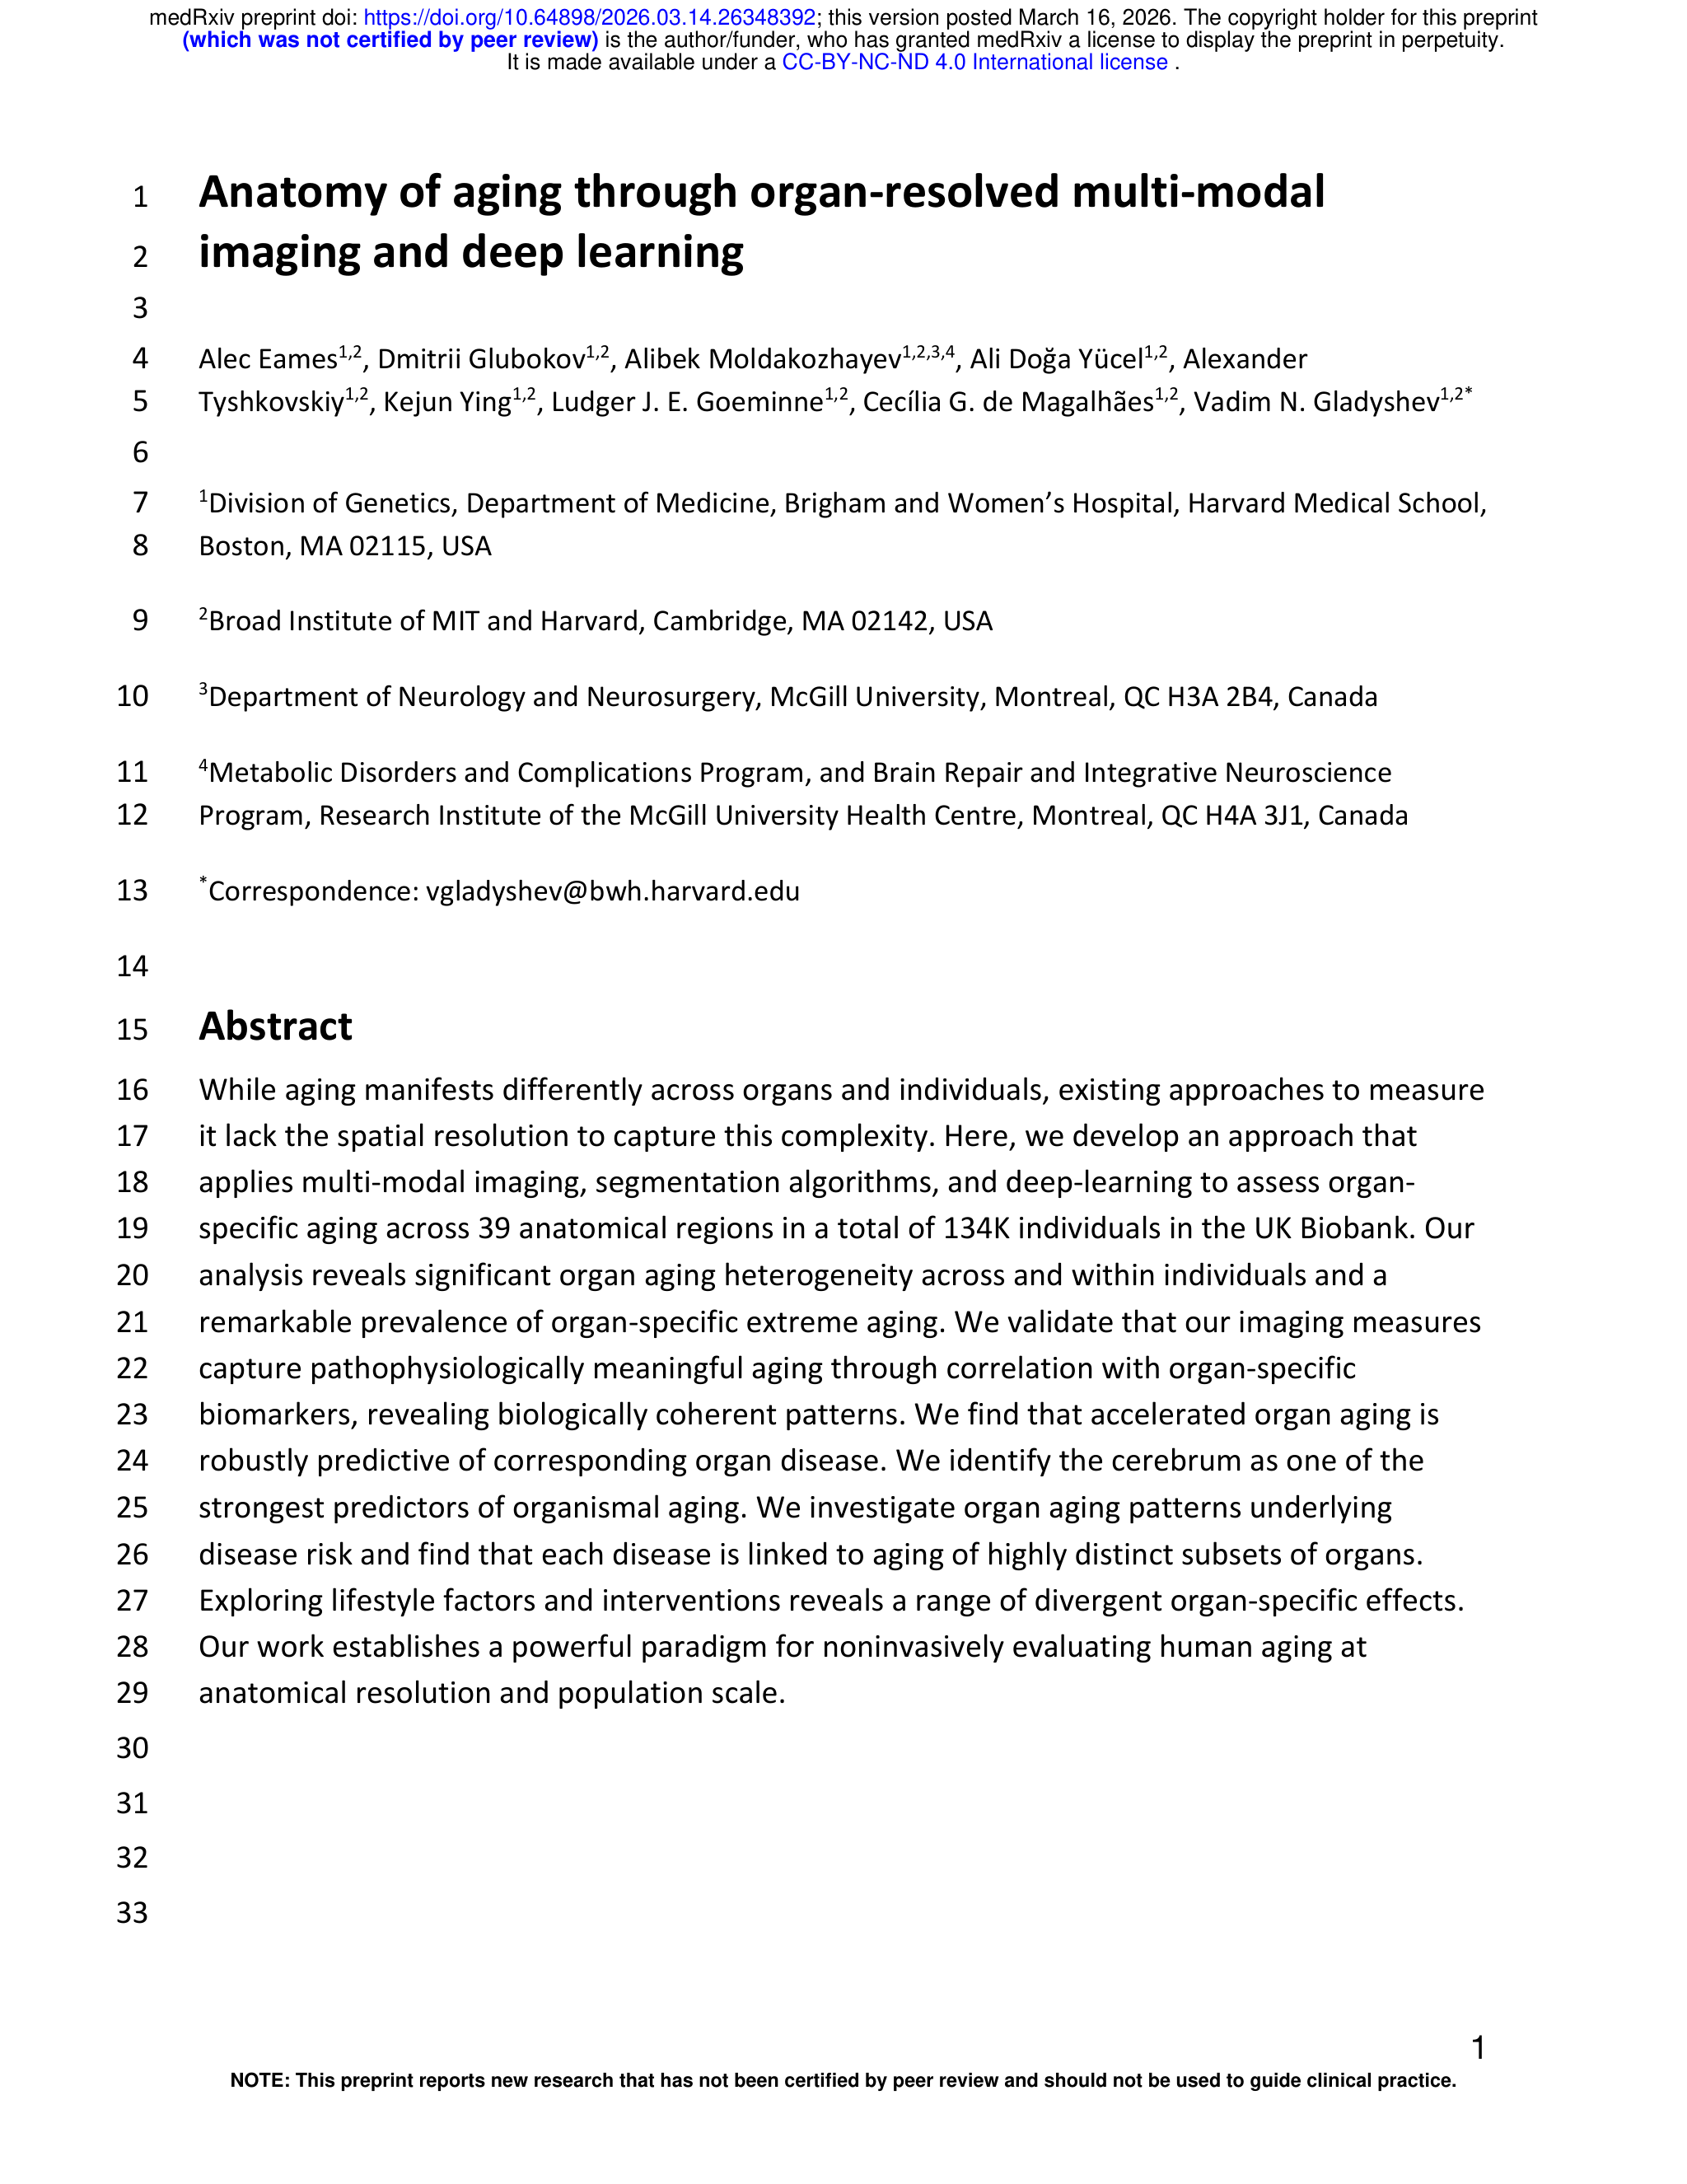 medRxiv preprint doi: https://doi.org/10.64898/2026.03.14.26348392; this version posted March 16, 2026. The copyright holder for this preprint
(which was not certified by peer review) is the author/funder, who has granted medRxiv a license to display the preprint in perpetuity.
It is made available under a CC-BY-NC-ND 4.0 International license .
1 Anatomy of aging through organ-resolved multi-modal
2 imaging and deep learning
3
4 Alec Eames1,2, Dmitrii Glubokov1,2, Alibek Moldakozhayev1,2,3,4, Ali Doğa Yücel1,2, Alexander
5 Tyshkovskiy1,2, Kejun Ying1,2, Ludger J. E. Goeminne1,2, Cecília G. de Magalhães1,2, Vadim N. Gladyshev1,2*
6
7 1Division of Genetics, Department of Medicine, Brigham and Women’s Hospital, Harvard Medical School,
8 Boston, MA 02115, USA
9 2Broad Institute of MIT and Harvard, Cambridge, MA 02142, USA
10 3Department of Neurology and Neurosurgery, McGill University, Montreal, QC H3A 2B4, Canada
11 4Metabolic Disorders and Complications Program, and Brain Repair and Integrative Neuroscience
12 Program, Research Institute of the McGill University Health Centre, Montreal, QC H4A 3J1, Canada
13 *Correspondence: vgladyshev@bwh.harvard.edu
14
15 Abstract
16 While aging manifests differently across organs and individuals, existing approaches to measure
17 it lack the spatial resolution to capture this complexity. Here, we develop an approach that
18 applies multi-modal imaging, segmentation algorithms, and deep-learning to assess organ-
19 specific aging across 39 anatomical regions in a total of 134K individuals in the UK Biobank. Our
20 analysis reveals significant organ aging heterogeneity across and within individuals and a
21 remarkable prevalence of organ-specific extreme aging. We validate that our imaging measures
22 capture pathophysiologically meaningful aging through correlation with organ-specific
23 biomarkers, revealing biologically coherent patterns. We find that accelerated organ aging is
24 robustly predictive of corresponding organ disease. We identify the cerebrum as one of the
25 strongest predictors of organismal aging. We investigate organ aging patterns underlying
26 disease risk and find that each disease is linked to aging of highly distinct subsets of organs.
27 Exploring lifestyle factors and interventions reveals a range of divergent organ-specific effects.
28 Our work establishes a powerful paradigm for noninvasively evaluating human aging at
29 anatomical resolution and population scale.
30
31
32
33
1
NOTE: This preprint reports new research that has not been certified by peer review and should not be used to guide clinical practice.